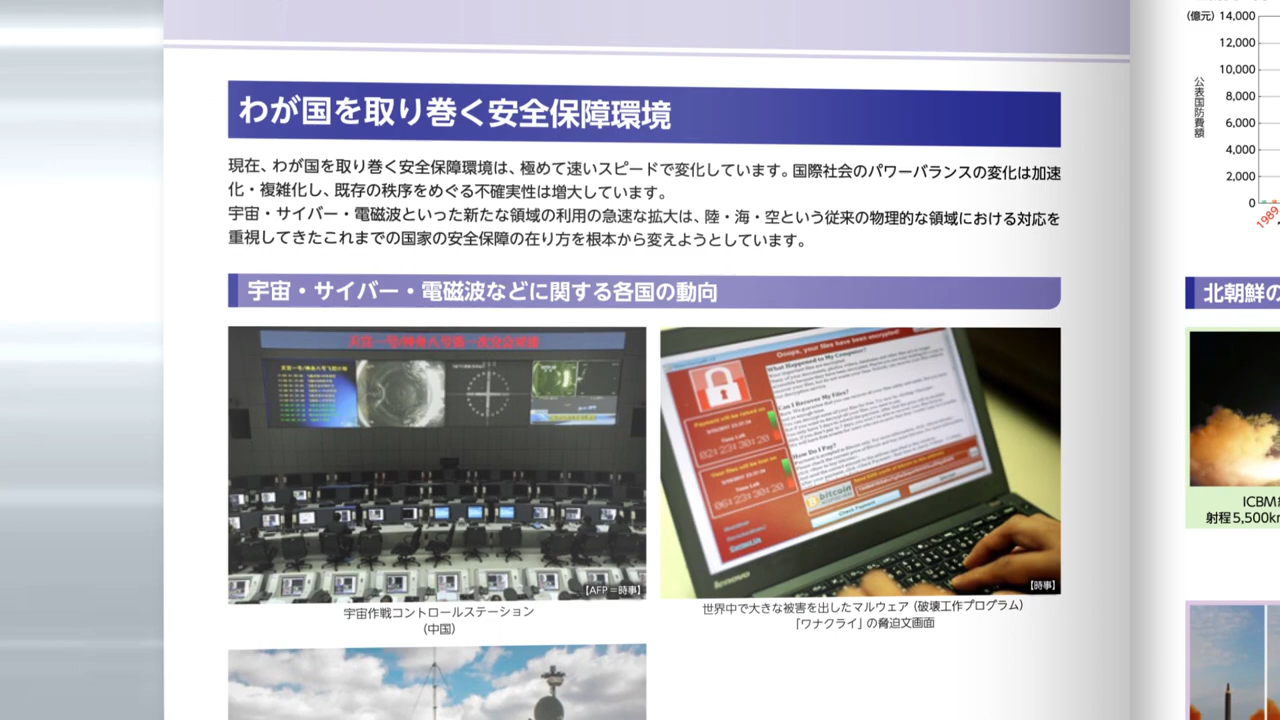 わが国を取り巻く安全保障環境
現在、わが国を取り巻く安全保障環境は、極めて速いスピードで変化しています。国際社会のパワーバランスの変化は加速
化・複雑化し、既存の秩序をめぐる不確実性は増大しています。
宇宙・サイバー・電磁波といった新たな領域の利用の急速な拡大は、陸・海・空という従来の物理的な領域における対応を
重視してきたこれまでの国家の安全保障の在り方を根本から変えようとしています。
宇宙・サイバー・電磁波などに関する各国の動向
Ooops, your files have been encrypted!
What Happened to My Computer?
Can I Recover My Files?
How Do I Pay?
bitcoin
Contact Us
lenovo
【AFP=時事】
【時事】
宇宙作戦コントロールステーション
(中国)
世界中で大きな被害を出したマルウェア(破壊工作プログラム)
「ワナクライ」の脅迫文画面
(億元)
14,000
12,000
10,000
8,000
6,000
4,000
2,000
0
公表国防費額
1989
北朝鮮の
ICBM
射程5,500km